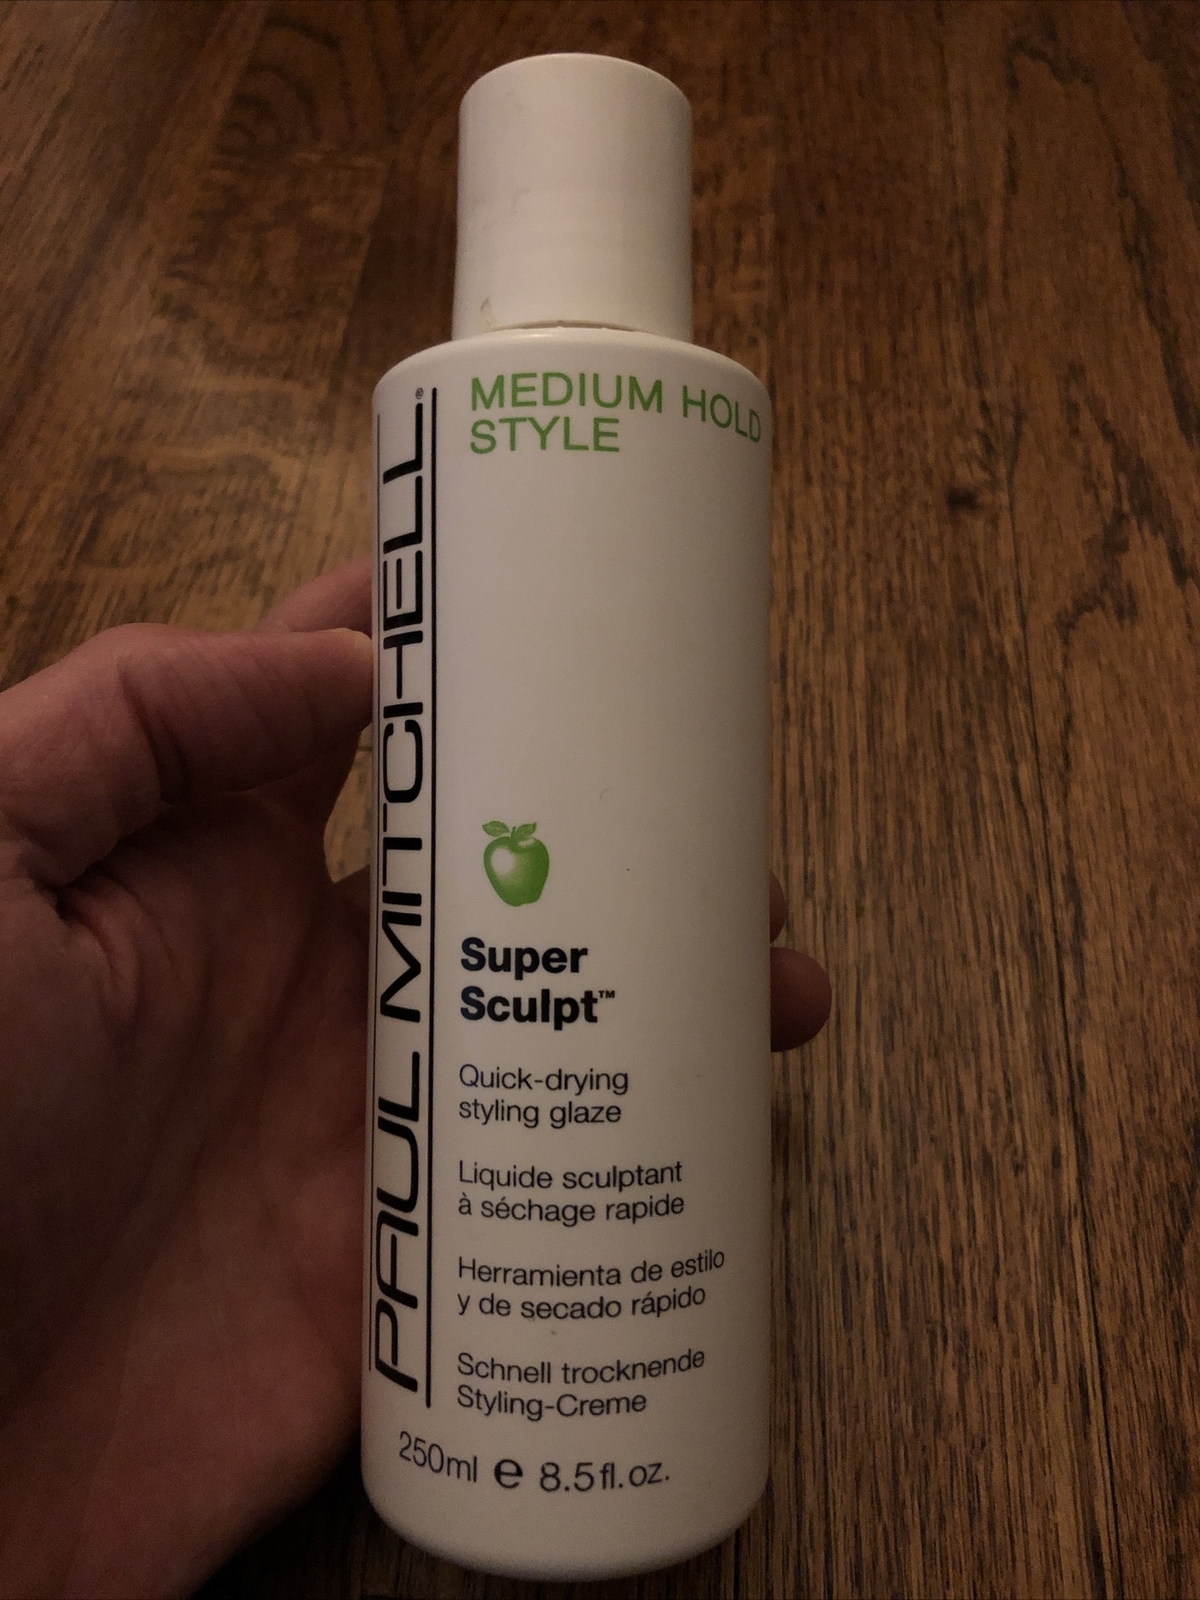 PAUL MITCHELL®
MEDIUM HOLD
STYLE
Super
Sculpt™
Quick-drying
styling glaze
Liquide sculptant
à séchage rapide
Herramienta de estilo
y de secado rápido
Schnell trocknende
Styling-Creme
250ml e 8.5fl.oz.